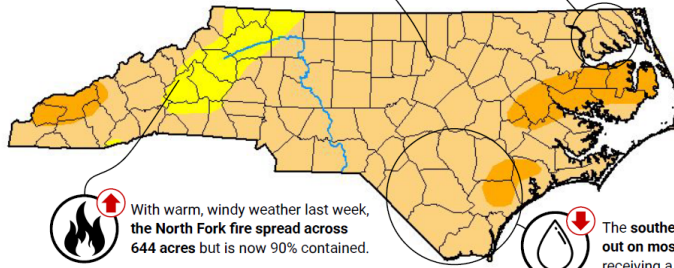 With warm, windy weather last week,
the North Fork fire spread across
644 acres but is now 90% contained.
The southe
out on mos
receiving a